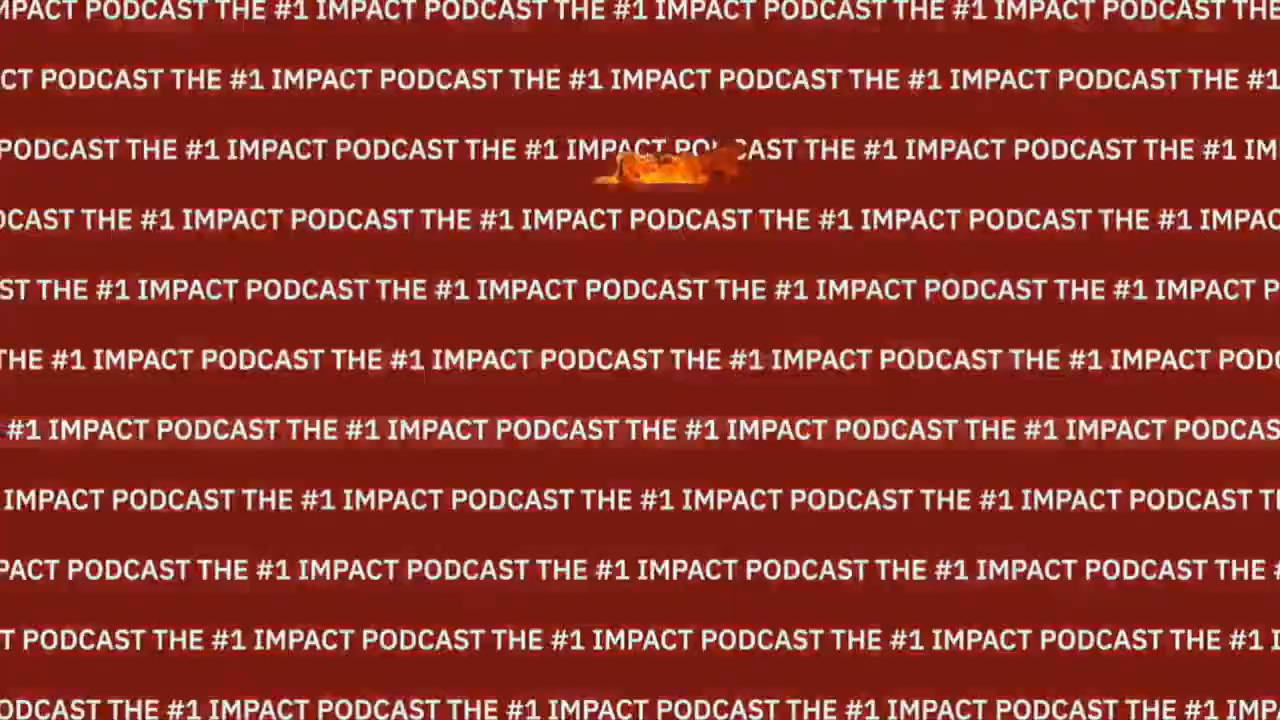 IMPACT PODCAST THE #1 IMPACT PODCAST THE #1 IMPACT PODCAST THE #1 IMPACT PODCAST THE
CT PODCAST THE #1 IMPACT PODCAST THE #1 IMPACT PODCAST THE #1 IMPACT PODCAST THE #1
PODCAST THE #1 IMPACT PODCAST THE #1 IMPACT PODCAST THE #1 IMPACT PODCAST THE #1 IM
DCAST THE #1 IMPACT PODCAST THE #1 IMPACT PODCAST THE #1 IMPACT PODCAST THE #1 IMPAC
ST THE #1 IMPACT PODCAST THE #1 IMPACT PODCAST THE #1 IMPACT PODCAST THE #1 IMPACT P
THE #1 IMPACT PODCAST THE #1 IMPACT PODCAST THE #1 IMPACT PODCAST THE #1 IMPACT PODC
#1 IMPACT PODCAST THE #1 IMPACT PODCAST THE #1 IMPACT PODCAST THE #1 IMPACT PODCAS
IMPACT PODCAST THE #1 IMPACT PODCAST THE #1 IMPACT PODCAST THE #1 IMPACT PODCAST T
PACT PODCAST THE #1 IMPACT PODCAST THE #1 IMPACT PODCAST THE #1 IMPACT PODCAST THE #
T PODCAST THE #1 IMPACT PODCAST THE #1 IMPACT PODCAST THE #1 IMPACT PODCAST THE #1 I
ODCAST THE #1 IMPACT PODCAST THE #1 IMPACT PODCAST THE #1 IMPACT PODCAST THE #1 IMP